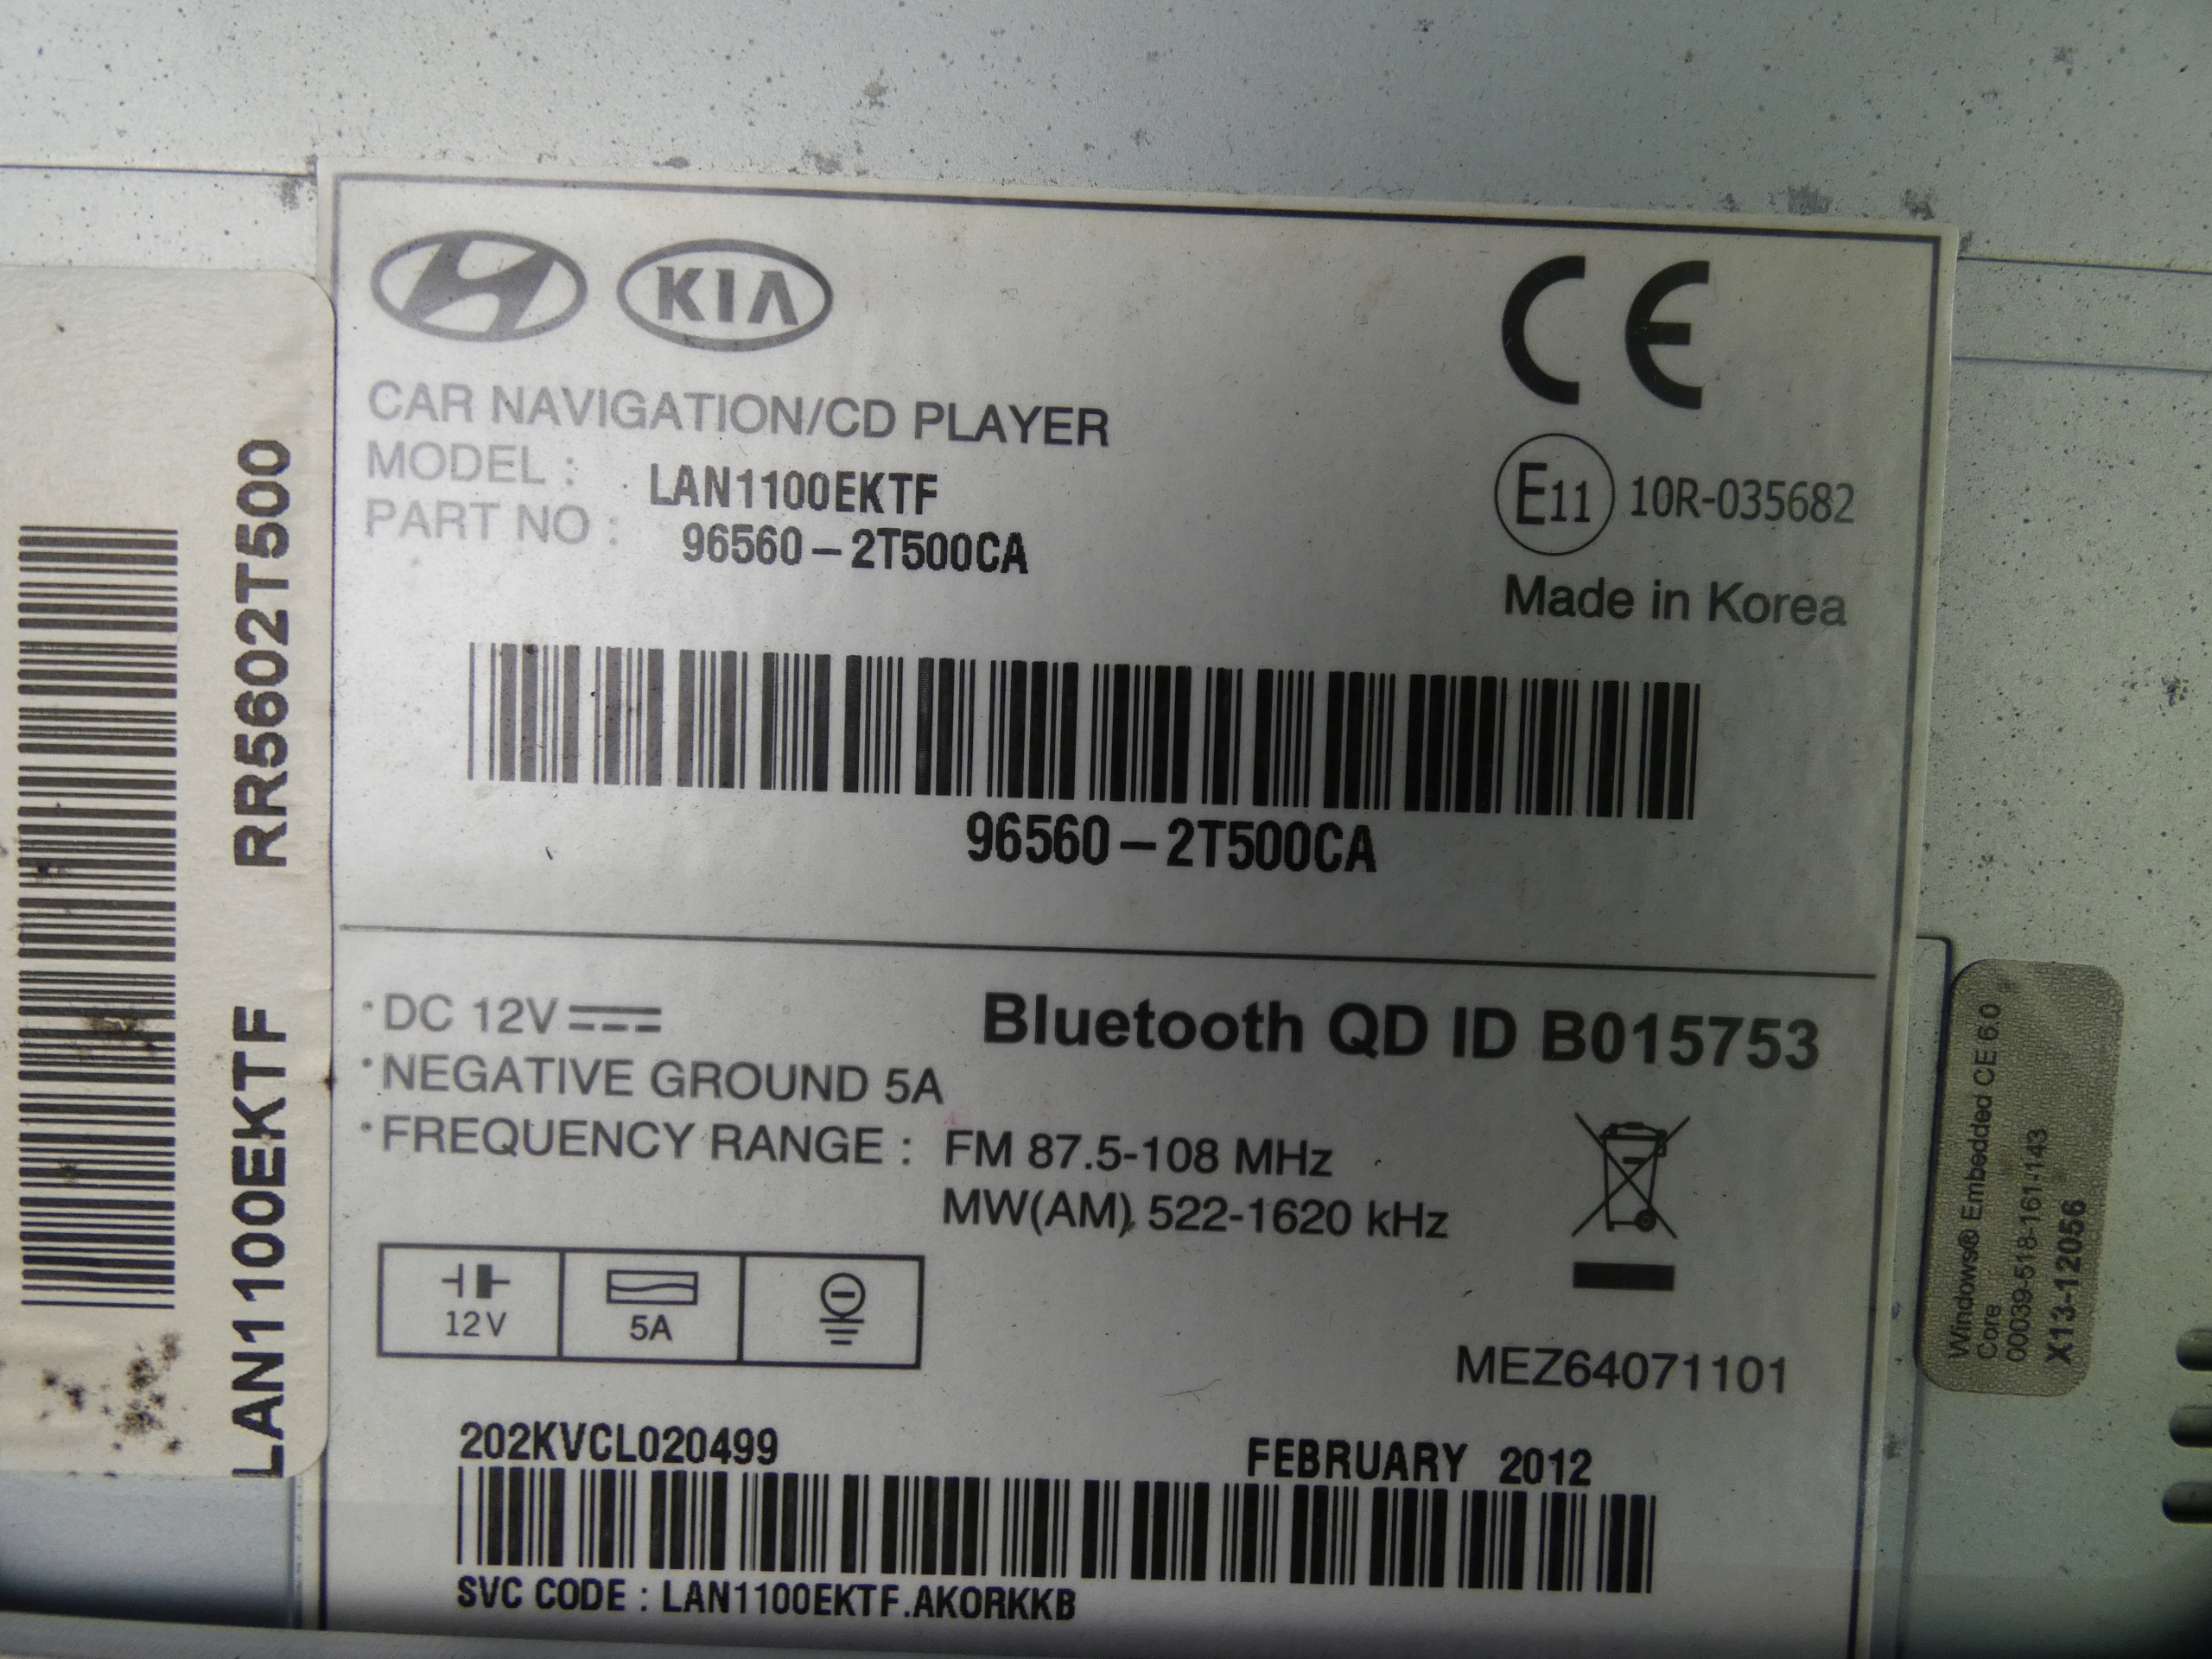 KIA
CE
CAR NAVIGATION/CD PLAYER
MODEL : LAN1100EKTF
PART NO : 96560-2T500CA
E11 10R-035682
Made in Korea
96560-2T500CA
DC 12V
Bluetooth QD ID B015753
NEGATIVE GROUND 5A
FREQUENCY RANGE : FM 87.5-108 MHz
MW(AM) 522-1620 kHz
12V
5A
MEZ64071101
202KVCL020499
FEBRUARY 2012
SVC CODE : LAN1100EKTF.AKORKKB
LAN1100EKTF RR5602T500
Windows® Embedded CE 6.0
Core
00039-518-161-143
X13-12056